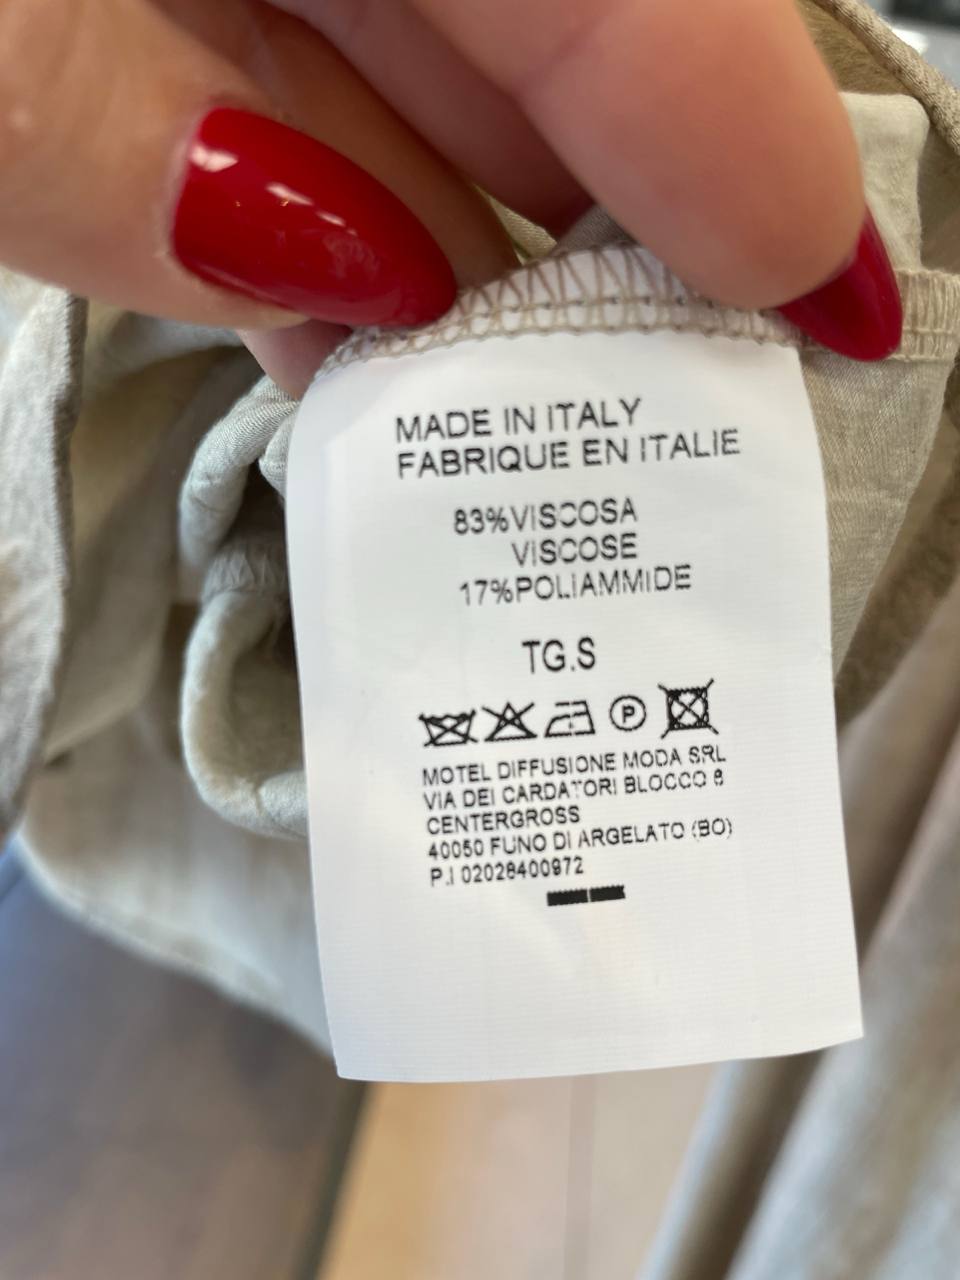 MADE IN ITALY
FABRIQUE EN ITALIE
83%VISCOSA
VISCOSE
17%POLIAMMIDE
TG.S
P
MOTEL DIFFUSIONE MODA SRL
VIA DEI CARDATORI BLOCCO 8
CENTERGROSS
40050 FUNO DI ARGELATO (BO)
P.I 02028400972